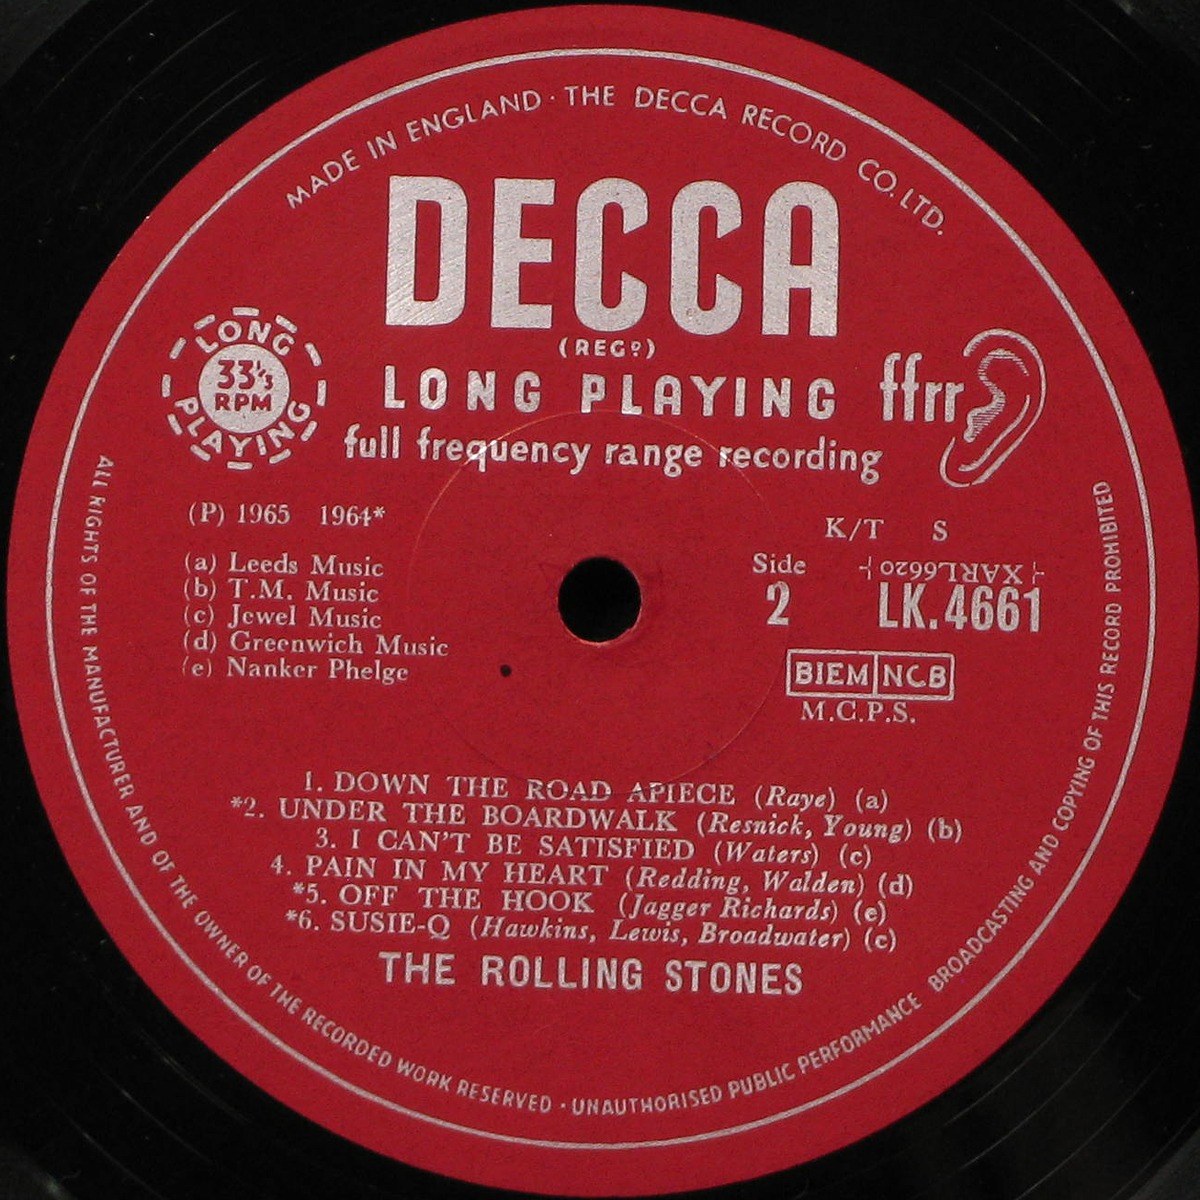 MADE IN ENGLAND · THE DECCA RECORD CO. LTD.
DECCA
(REGD)
LONG 33⅓ RPM PLAYING
LONG PLAYING
ffrr
full frequency range recording
(P) 1965 1964*
(a) Leeds Music
(b) T.M. Music
(c) Jewel Music
(d) Greenwich Music
(e) Nanker Phelge
K/T S
Side
2
XARL6620
LK.4661
BIEM NCB
M.C.P.S.
1. DOWN THE ROAD APIECE (Raye) (a)
*2. UNDER THE BOARDWALK (Resnick, Young) (b)
3. I CAN'T BE SATISFIED (Waters) (c)
4. PAIN IN MY HEART (Redding, Walden) (d)
*5. OFF THE HOOK (Jagger Richards) (e)
*6. SUSIE-Q (Hawkins, Lewis, Broadwater) (c)
THE ROLLING STONES
ALL RIGHTS OF THE MANUFACTURER AND OF THE OWNER OF THE RECORDED WORK RESERVED · UNAUTHORISED PUBLIC PERFORMANCE BROADCASTING AND COPYING OF THIS RECORD PROHIBITED